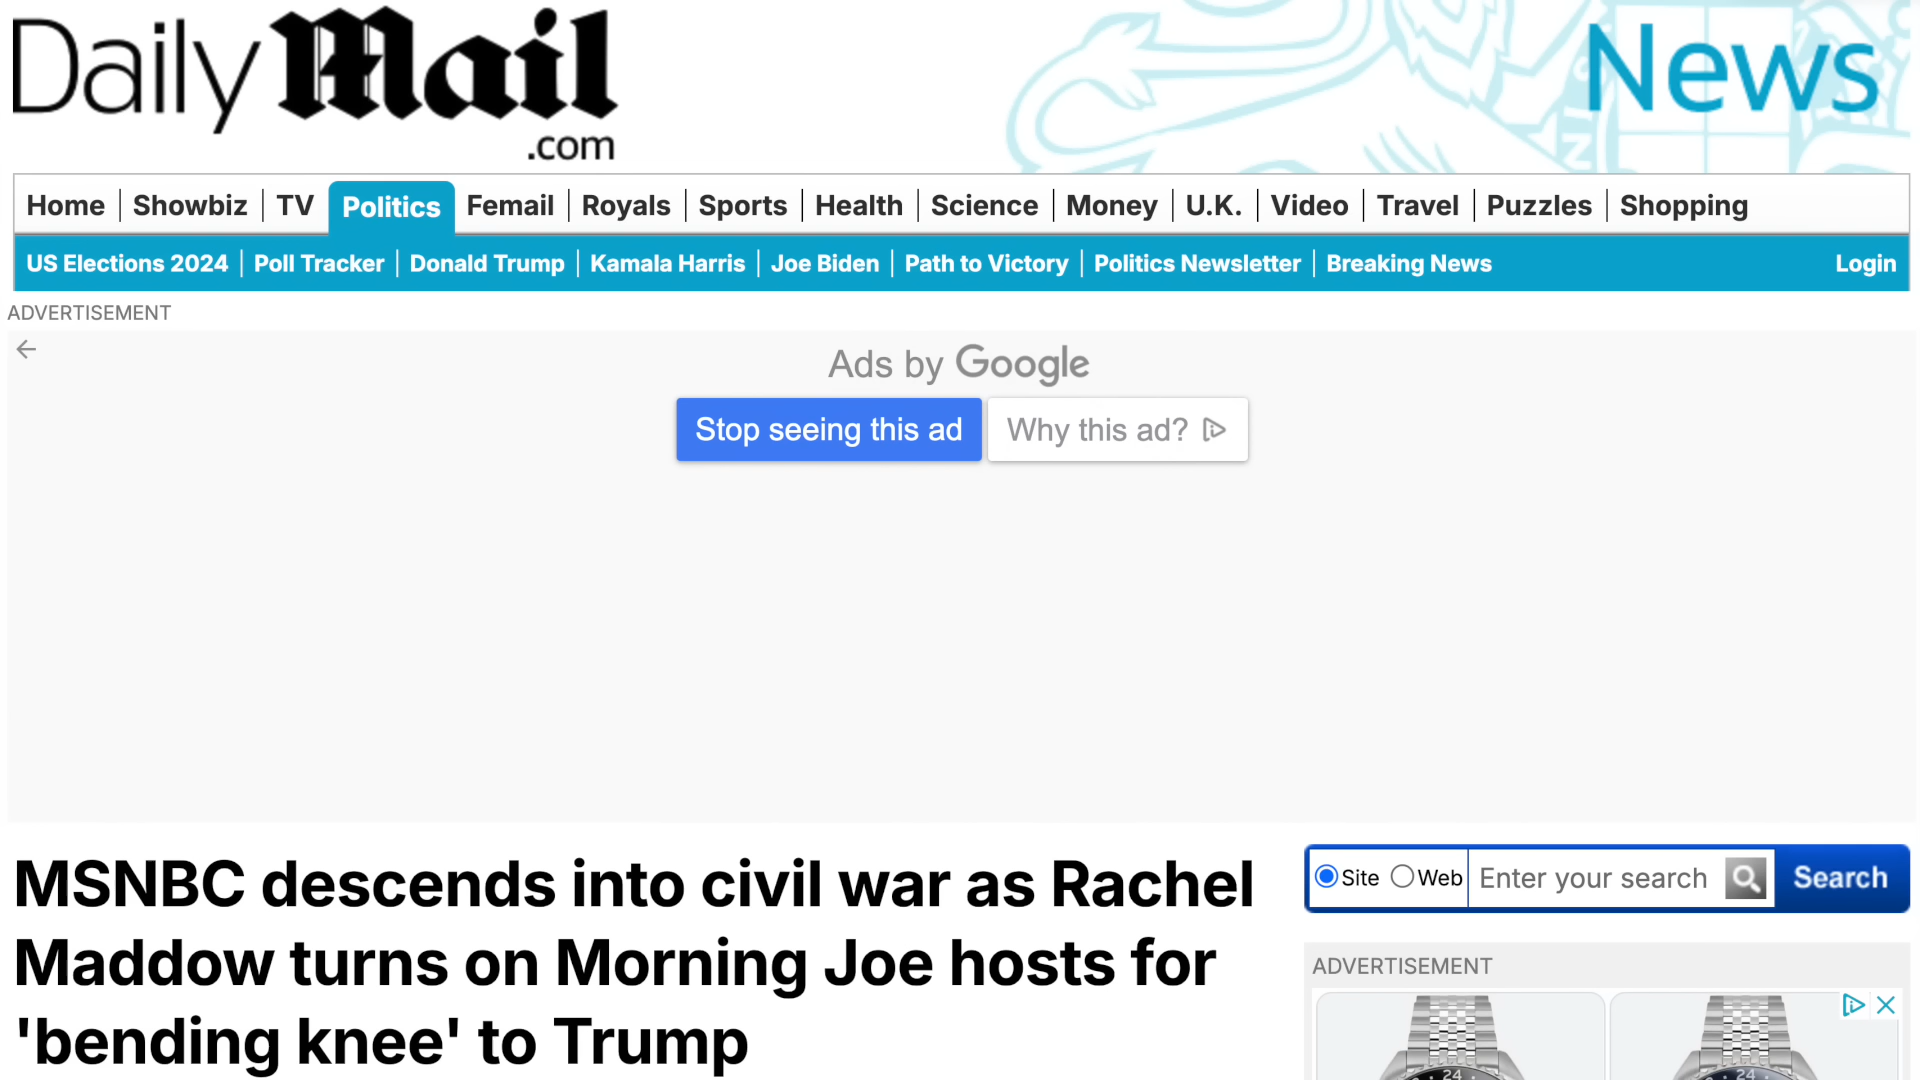 Daily Mail
.com
News
Home Showbiz TV Politics Femail Royals Sports Health Science Money U.K. Video Travel Puzzles Shopping
US Elections 2024 Poll Tracker Donald Trump Kamala Harris Joe Biden Path to Victory Politics Newsletter Breaking News Login
ADVERTISEMENT
Ads by Google
Stop seeing this ad Why this ad?
MSNBC descends into civil war as Rachel
Maddow turns on Morning Joe hosts for
'bending knee' to Trump
Site Web Enter your search Search
ADVERTISEMENT
24 24